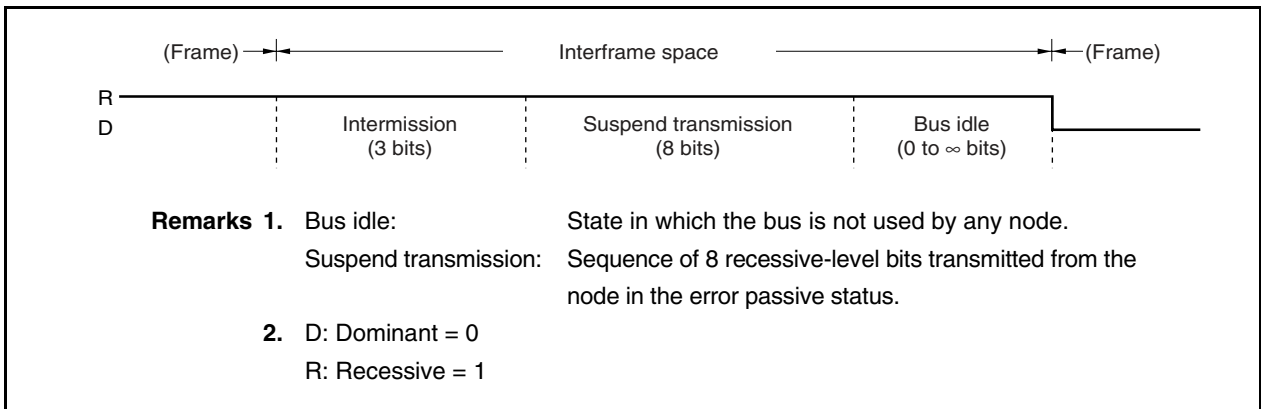 (Frame) Interframe space (Frame)
R
D Intermission Suspend transmission Bus idle
(3 bits) (8 bits) (0 to ∞ bits)
Remarks 1. Bus idle: State in which the bus is not used by any node.
Suspend transmission: Sequence of 8 recessive-level bits transmitted from the
node in the error passive status.
2. D: Dominant = 0
R: Recessive = 1